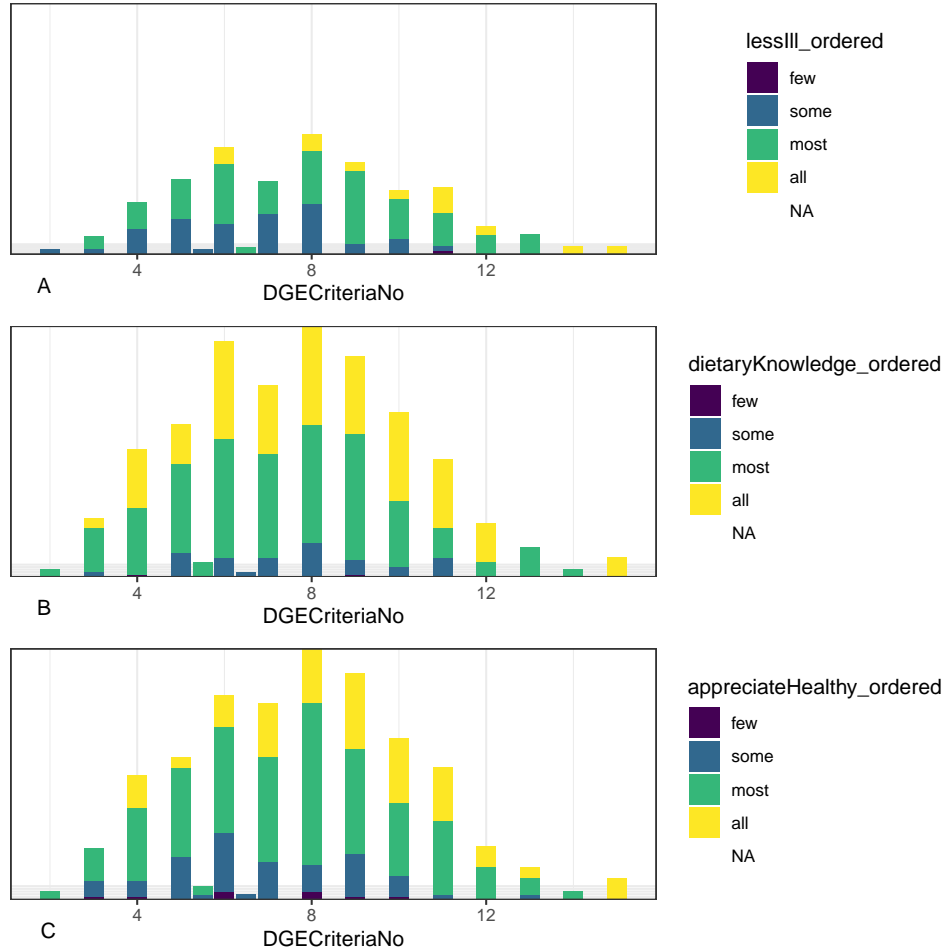 lessIll_ordered
few
some
most
all
NA
4
8
12
DGECriteriaNo
A
dietaryKnowledge_ordered
few
some
most
all
NA
4
8
12
DGECriteriaNo
B
appreciateHealthy_ordered
few
some
most
all
NA
4
8
12
DGECriteriaNo
C